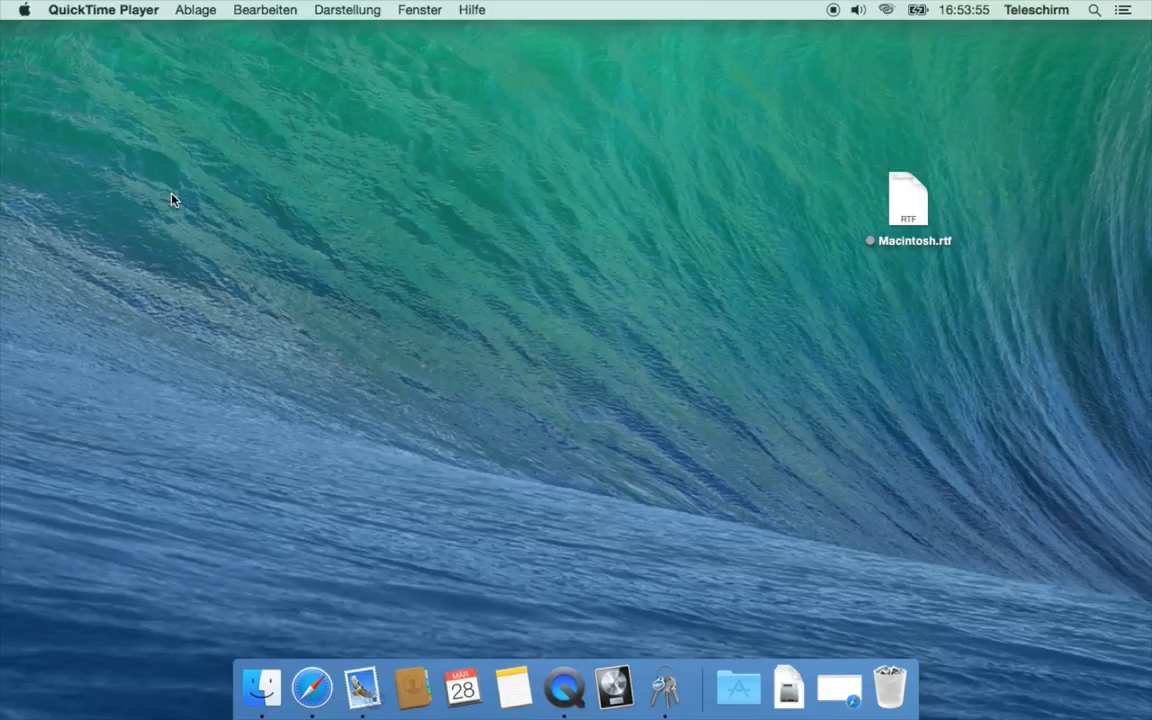 QuickTime Player Ablage Bearbeiten Darstellung Fenster Hilfe 16:53:55 Teleschirm
RTF
Macintosh.rtf
MÄR
28